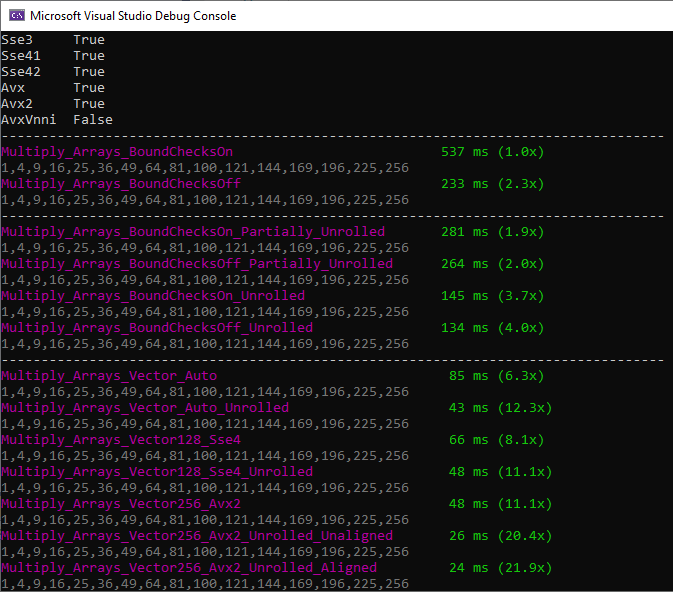 Microsoft Visual Studio Debug Console
Sse3 True
Sse41 True
Sse42 True
Avx True
Avx2 True
AvxVnni False
-----------------------------------------------------------------------------------
Multiply_Arrays_BoundChecksOn 537 ms (1.0x)
1,4,9,16,25,36,49,64,81,100,121,144,169,196,225,256
Multiply_Arrays_BoundChecksOff 233 ms (2.3x)
1,4,9,16,25,36,49,64,81,100,121,144,169,196,225,256
-----------------------------------------------------------------------------------
Multiply_Arrays_BoundChecksOn_Partially_Unrolled 281 ms (1.9x)
1,4,9,16,25,36,49,64,81,100,121,144,169,196,225,256
Multiply_Arrays_BoundChecksOff_Partially_Unrolled 264 ms (2.0x)
1,4,9,16,25,36,49,64,81,100,121,144,169,196,225,256
Multiply_Arrays_BoundChecksOn_Unrolled 145 ms (3.7x)
1,4,9,16,25,36,49,64,81,100,121,144,169,196,225,256
Multiply_Arrays_BoundChecksOff_Unrolled 134 ms (4.0x)
1,4,9,16,25,36,49,64,81,100,121,144,169,196,225,256
-----------------------------------------------------------------------------------
Multiply_Arrays_Vector_Auto 85 ms (6.3x)
1,4,9,16,25,36,49,64,81,100,121,144,169,196,225,256
Multiply_Arrays_Vector_Auto_Unrolled 43 ms (12.3x)
1,4,9,16,25,36,49,64,81,100,121,144,169,196,225,256
Multiply_Arrays_Vector128_Sse4 66 ms (8.1x)
1,4,9,16,25,36,49,64,81,100,121,144,169,196,225,256
Multiply_Arrays_Vector128_Sse4_Unrolled 48 ms (11.1x)
1,4,9,16,25,36,49,64,81,100,121,144,169,196,225,256
Multiply_Arrays_Vector256_Avx2 48 ms (11.1x)
1,4,9,16,25,36,49,64,81,100,121,144,169,196,225,256
Multiply_Arrays_Vector256_Avx2_Unrolled_Unaligned 26 ms (20.4x)
1,4,9,16,25,36,49,64,81,100,121,144,169,196,225,256
Multiply_Arrays_Vector256_Avx2_Unrolled_Aligned 24 ms (21.9x)
1,4,9,16,25,36,49,64,81,100,121,144,169,196,225,256